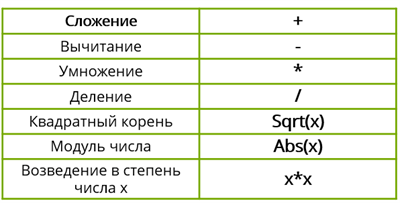 Сложение +
Вычитание -
Умножение *
Деление /
Квадратный корень Sqrt(x)
Модуль числа Abs(x)
Возведение в степень
числа х x*x